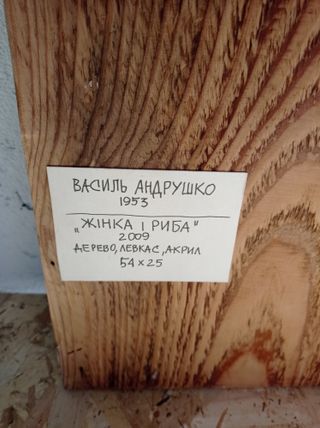 ВАСИЛЬ АНДРУШКО
1953
„ЖІНКА І РИБА"
2009
ДЕРЕВО, ЛЕВКАС, АКРИЛ
54×25